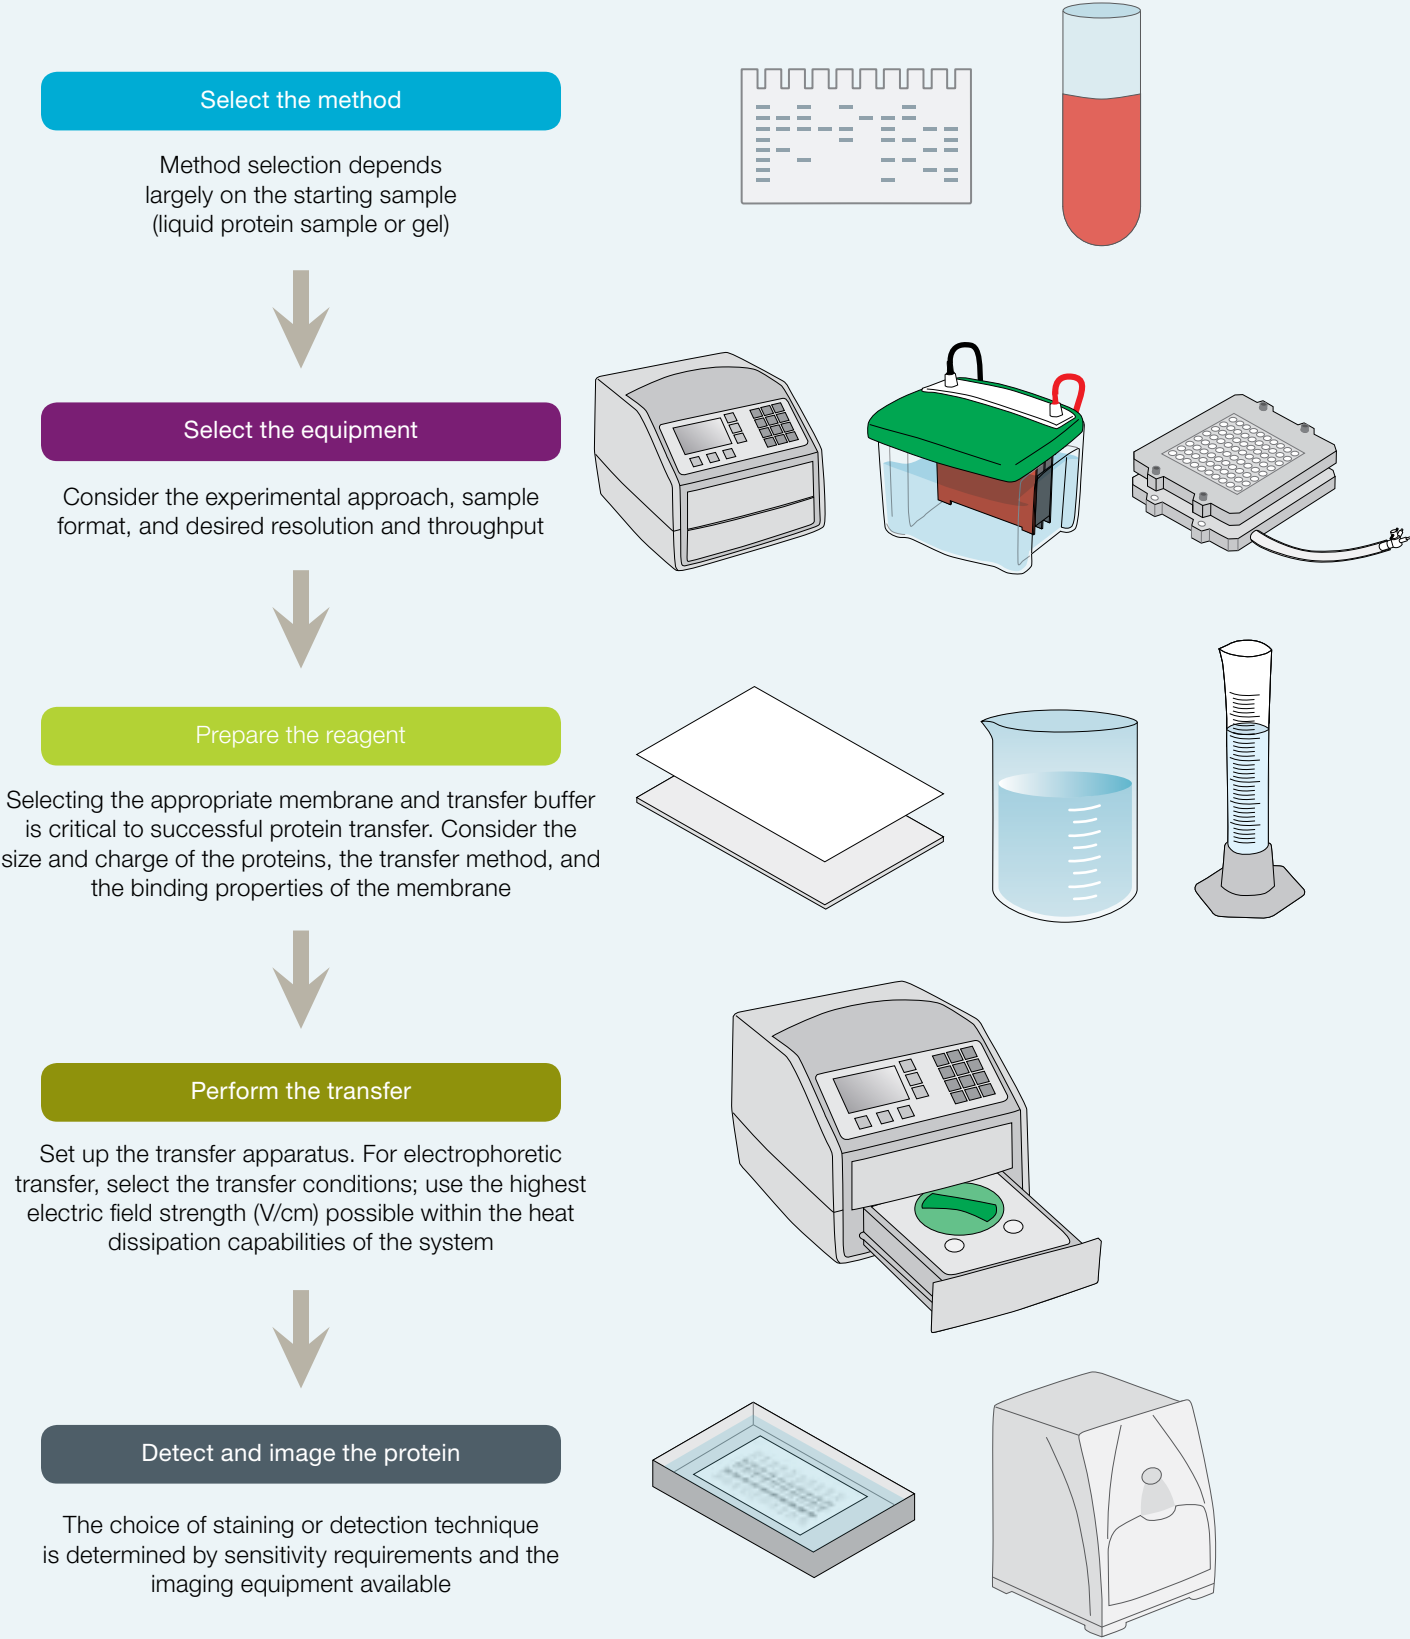 Select the method
Method selection depends
largely on the starting sample
(liquid protein sample or gel)
Select the equipment
Consider the experimental approach, sample
format, and desired resolution and throughput
Prepare the reagent
Selecting the appropriate membrane and transfer buffer
is critical to successful protein transfer. Consider the
size and charge of the proteins, the transfer method, and
the binding properties of the membrane
Perform the transfer
Set up the transfer apparatus. For electrophoretic
transfer, select the transfer conditions; use the highest
electric field strength (V/cm) possible within the heat
dissipation capabilities of the system
Detect and image the protein
The choice of staining or detection technique
is determined by sensitivity requirements and the
imaging equipment available